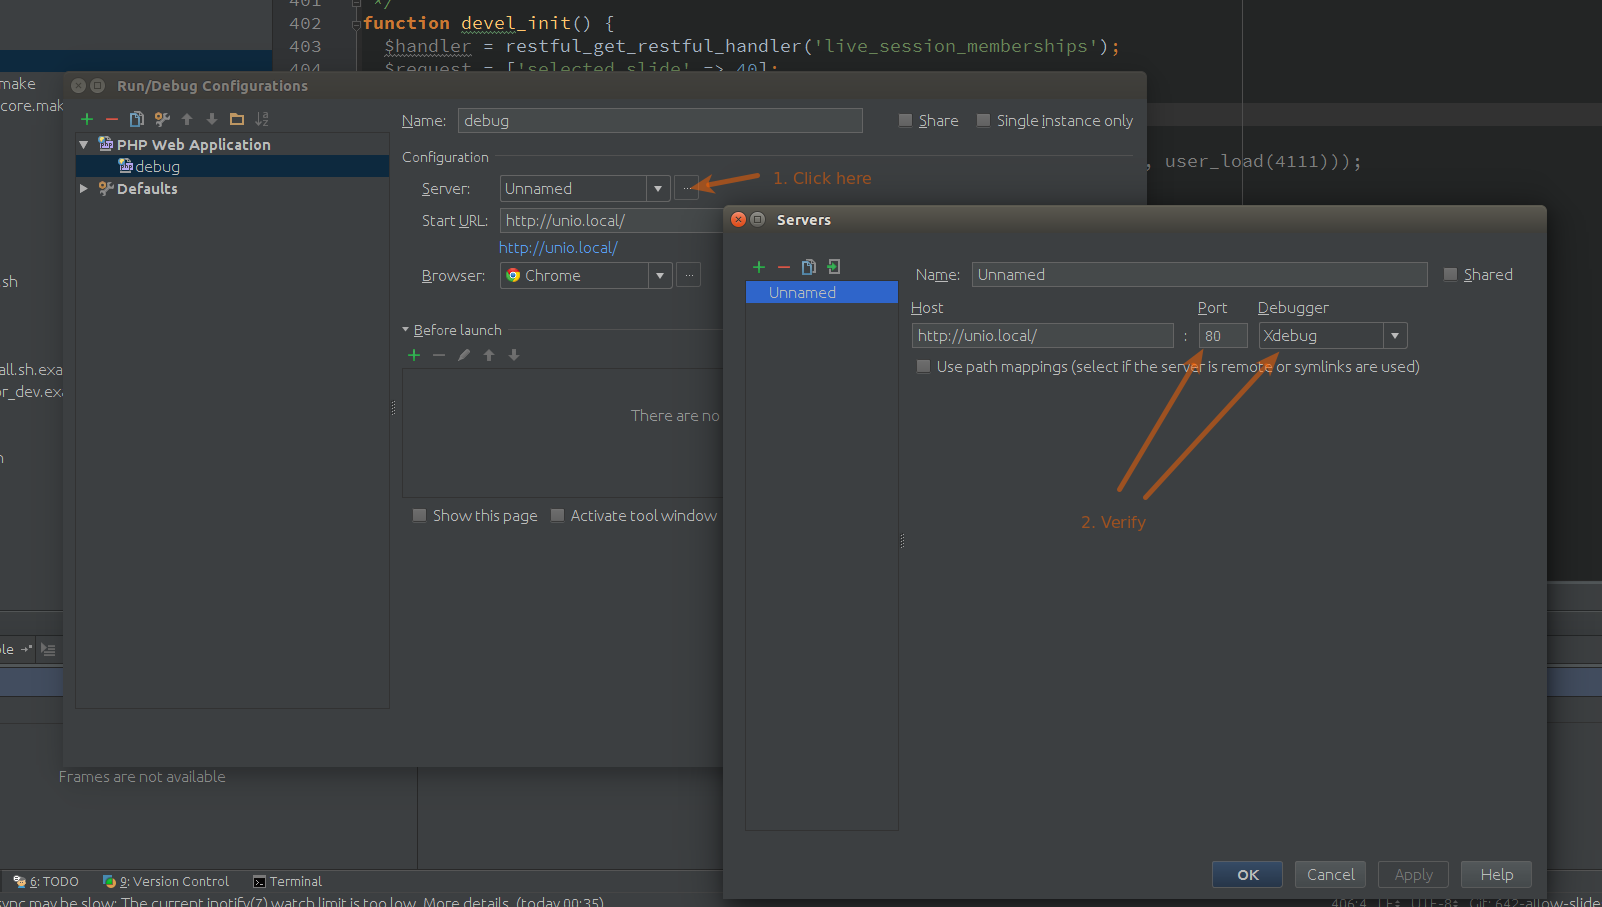 401 */
402 function devel_init() {
403 $handler = restful_get_restful_handler('live_session_memberships');
404 $request = ['selected_slide' => 40];
make
core.mak
Run/Debug Configurations
Name: debug
Share
Single instance only
PHP Web Application
debug
Defaults
Configuration
, user_load(4111)));
Server: Unnamed
1. Click here
Start URL: http://unio.local/
http://unio.local/
Browser: Chrome
Before launch
There are no
Show this page
Activate tool window
Servers
Unnamed
Name: Unnamed
Shared
Host
Port
Debugger
http://unio.local/ : 80
Xdebug
Use path mappings (select if the server is remote or symlinks are used)
2. Verify
OK
Cancel
Apply
Help
.sh
all.sh.exa
or_dev.exa
n
ble
Frames are not available
6: TODO
9: Version Control
Terminal
sync may be slow: The current inotify(7) watch limit is too low. More details. (today 00:35)
406:4 LF: UTF-8: Git: 642-allow-slide